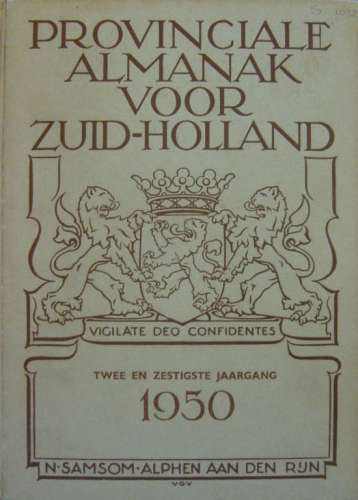 PROVINCIALE
ALMANAK
VOOR
ZUID-HOLLAND
VIGILATE DEO CONFIDENTES
TWEE EN ZESTIGSTE JAARGANG
1950
N·SAMSOM·ALPHEN AAN DEN RIJN